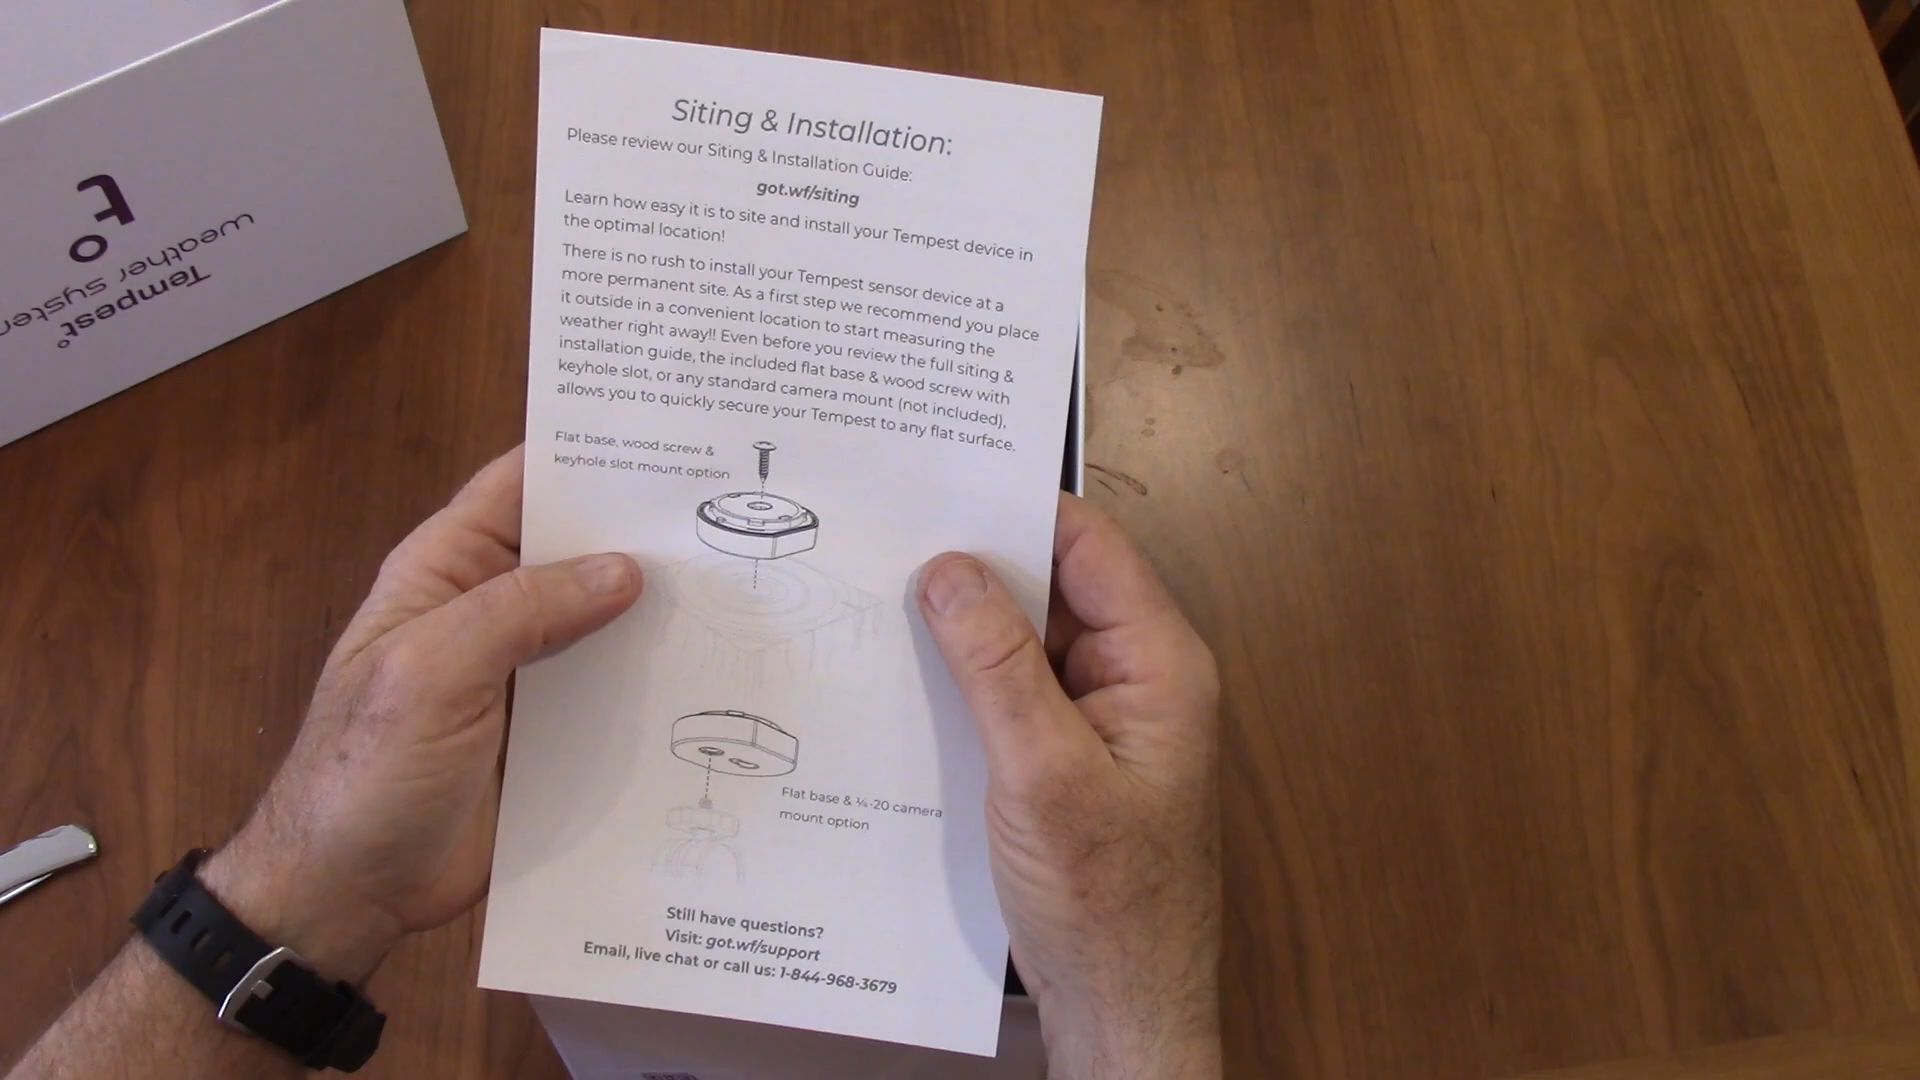 Siting & Installation:
Please review our Siting & Installation Guide:
got.wf/siting
Learn how easy it is to site and install your Tempest device in
the optimal location!
There is no rush to install your Tempest sensor device at a
more permanent site. As a first step we recommend you place
it outside in a convenient location to start measuring the
weather right away!! Even before you review the full siting &
installation guide, the included flat base & wood screw with
keyhole slot, or any standard camera mount (not included),
allows you to quickly secure your Tempest to any flat surface.
Flat base, wood screw &
keyhole slot mount option
Flat base & ¼-20 camera
mount option
Still have questions?
Visit: got.wf/support
Email, live chat or call us: 1-844-968-3679
Tempest
weather system